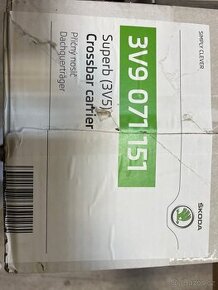 SIMPLY CLEVER
3V9 071 151
Superb (3V5)
Crossbar carrier
Příčný nosič
Dachquerträger
ŠKODA